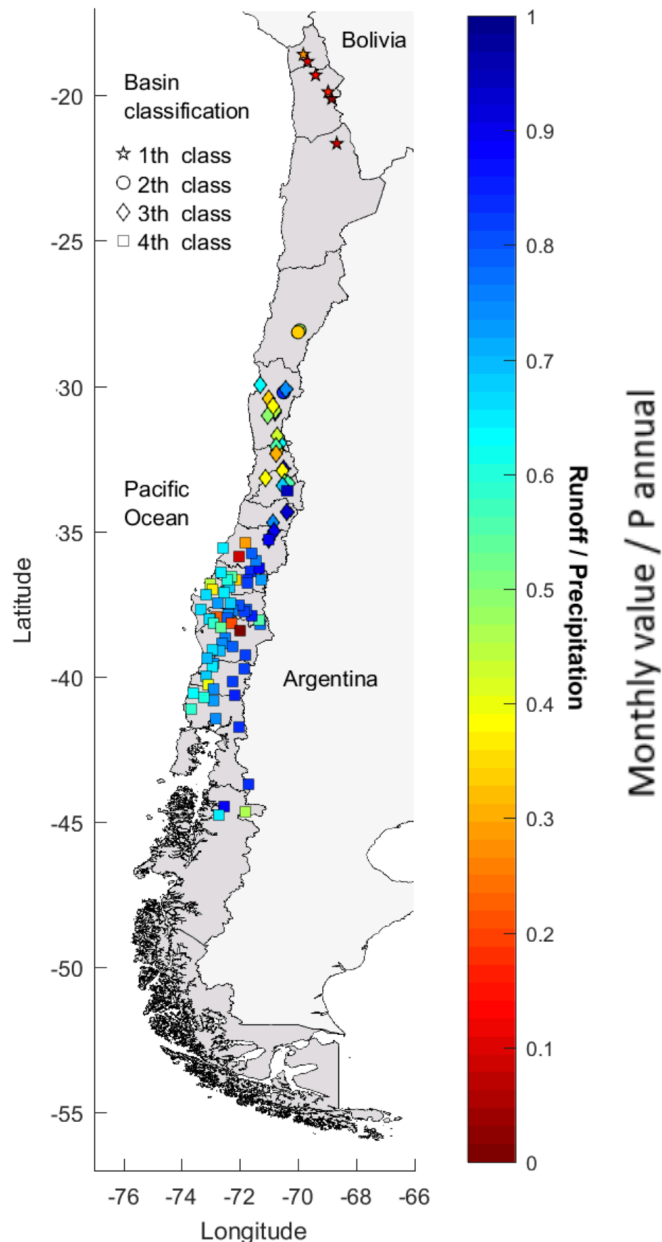 Bolivia
Basin
classification
1th class
2th class
3th class
4th class
Pacific
Ocean
Argentina
-20
-25
-30
-35
-40
-45
-50
-55
Latitude
-76
-74
-72
-70
-68
-66
Longitude
1
0.9
0.8
0.7
0.6
0.5
0.4
0.3
0.2
0.1
0
Runoff / Precipitation
Monthly value / P annual